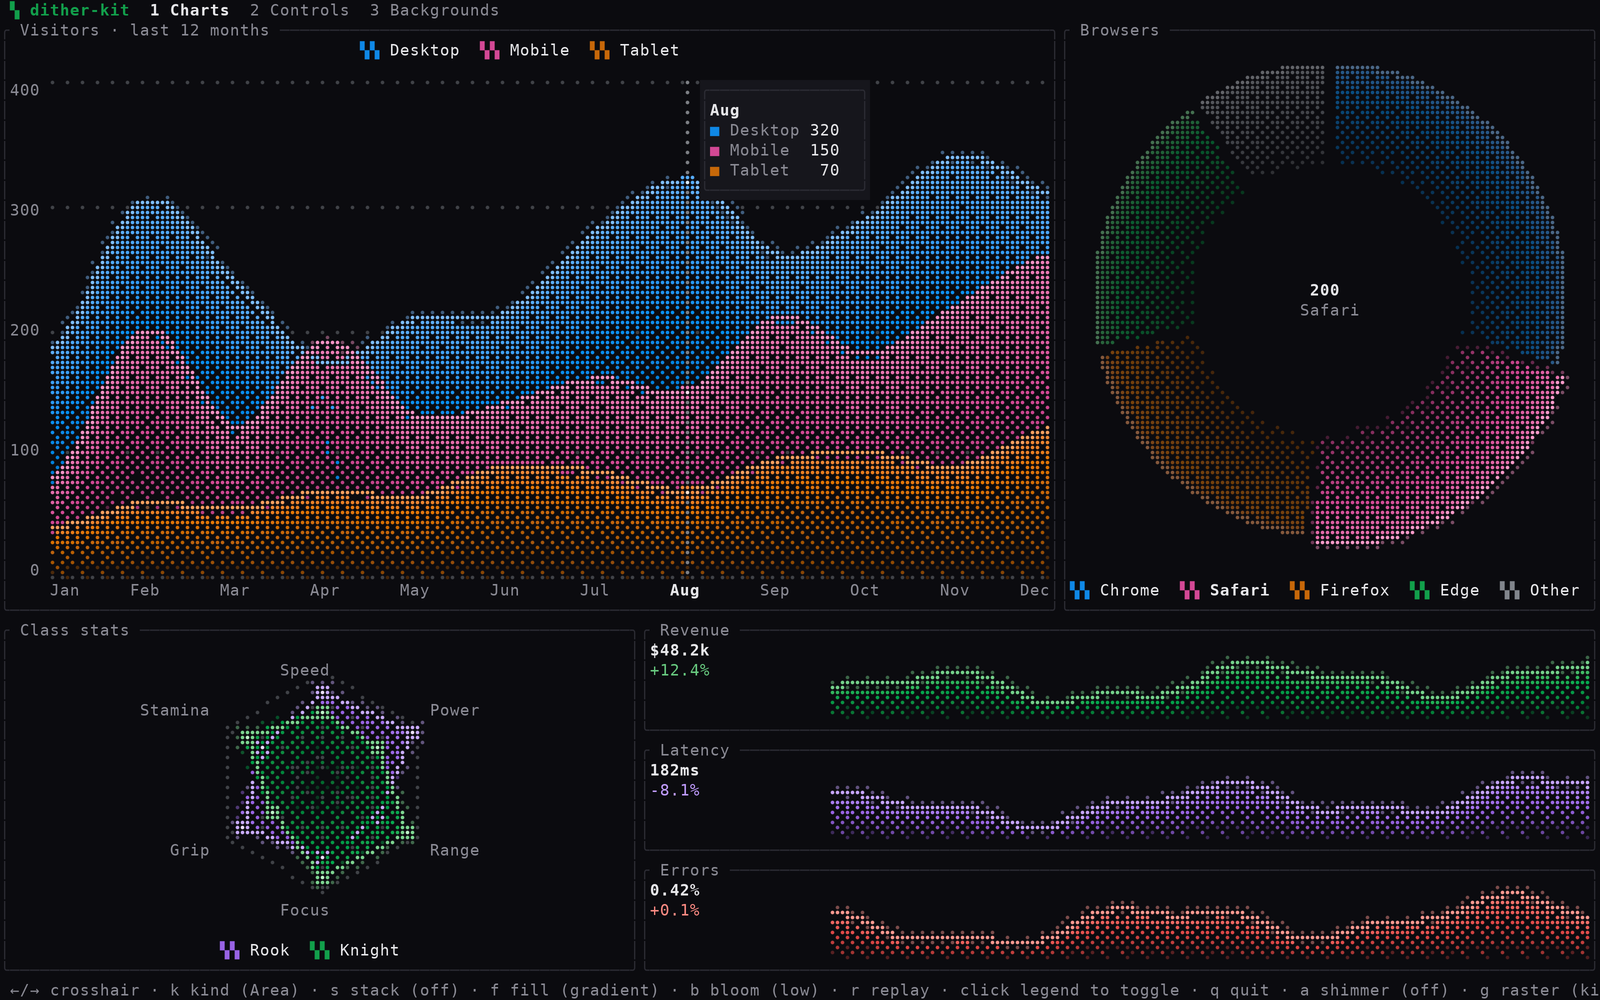 dither-kit 1 Charts 2 Controls 3 Backgrounds
Visitors · last 12 months
Desktop Mobile Tablet
400
300
200
100
0
Aug
Desktop 320
Mobile 150
Tablet 70
Jan Feb Mar Apr May Jun Jul Aug Sep Oct Nov Dec
Browsers
200
Safari
Chrome Safari Firefox Edge Other
Class stats
Speed
Stamina Power
Grip Range
Focus
Rook Knight
Revenue
$48.2k
+12.4%
Latency
182ms
-8.1%
Errors
0.42%
+0.1%
←/→ crosshair · k kind (Area) · s stack (off) · f fill (gradient) · b bloom (low) · r replay · click legend to toggle · q quit · a shimmer (off) · g raster (ki